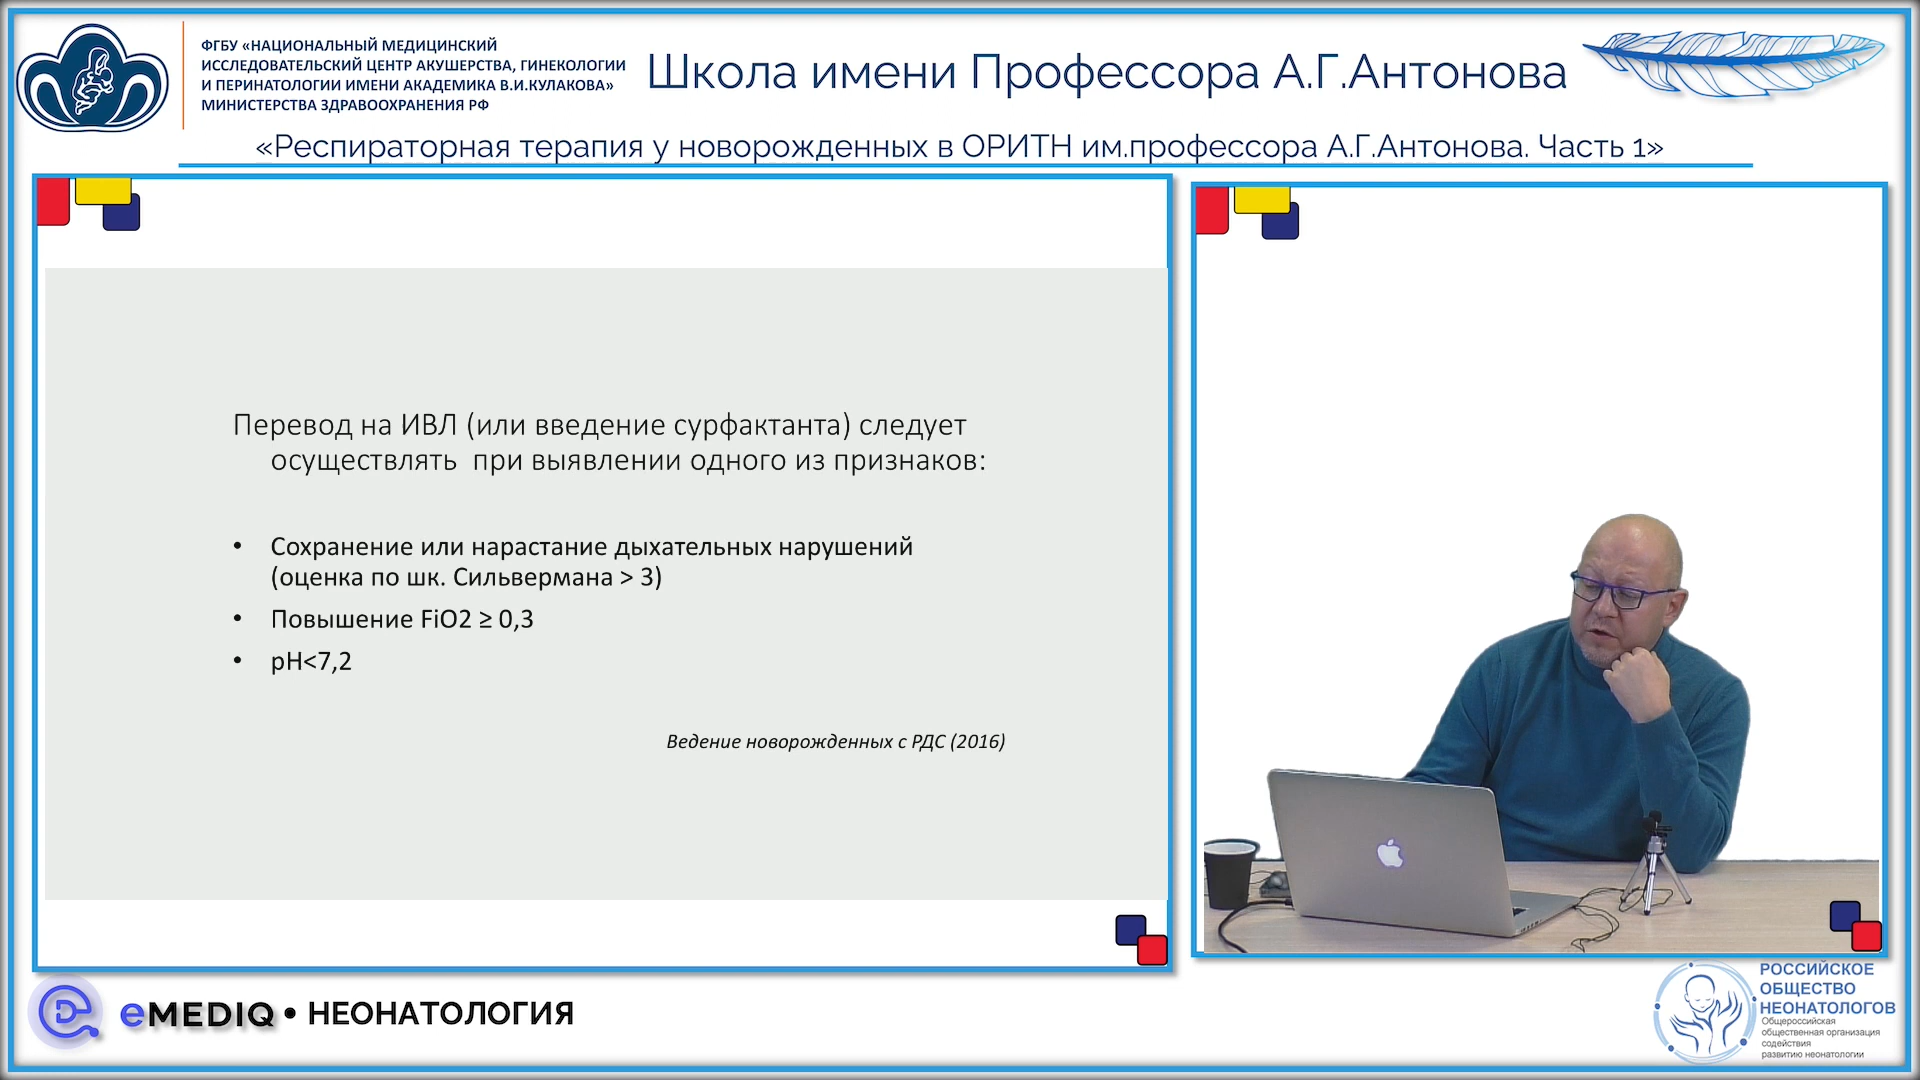 ФГБУ «НАЦИОНАЛЬНЫЙ МЕДИЦИНСКИЙ
ИССЛЕДОВАТЕЛЬСКИЙ ЦЕНТР АКУШЕРСТВА, ГИНЕКОЛОГИИ
И ПЕРИНАТОЛОГИИ ИМЕНИ АКАДЕМИКА В.И.КУЛАКОВА»
МИНИСТЕРСТВА ЗДРАВООХРАНЕНИЯ РФ
Школа имени Профессора А.Г.Антонова
«Респираторная терапия у новорожденных в ОРИТН им.профессора А.Г.Антонова. Часть 1»
Перевод на ИВЛ (или введение сурфактанта) следует
осуществлять при выявлении одного из признаков:
• Сохранение или нарастание дыхательных нарушений
(оценка по шк. Сильвермана > 3)
• Повышение FiO2 ≥ 0,3
• pH<7,2
Ведение новорожденных с РДС (2016)
eMEDIQ • НЕОНАТОЛОГИЯ
РОССИЙСКОЕ
ОБЩЕСТВО
НЕОНАТОЛОГОВ
Общероссийская
общественная организация
содействия
развитию неонатологии